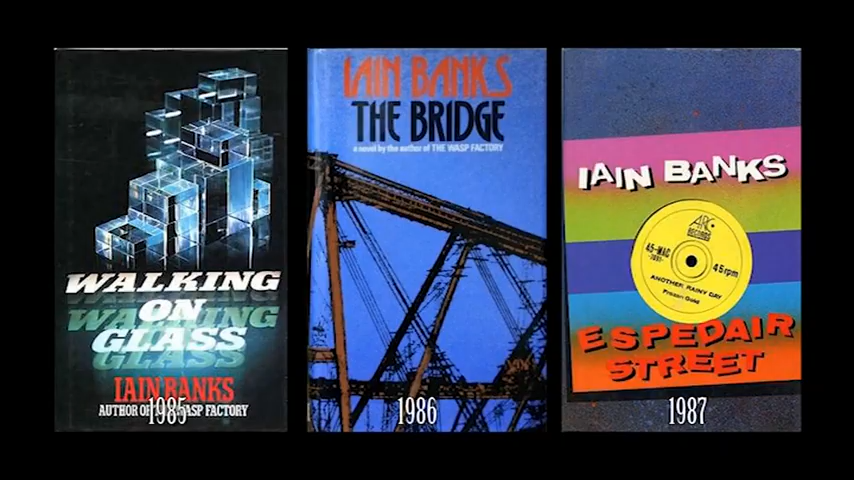 WALKING
ON
GLASS
IAIN BANKS
AUTHOR OF THE WASP FACTORY
1985
IAIN BANKS
THE BRIDGE
a novel by the author of THE WASP FACTORY
1986
IAIN BANKS
ARC
RECORDS
45-MAC
45 rpm
ANOTHER RAINY DAY
Frozen Gold
ESPEDAIR
STREET
1987